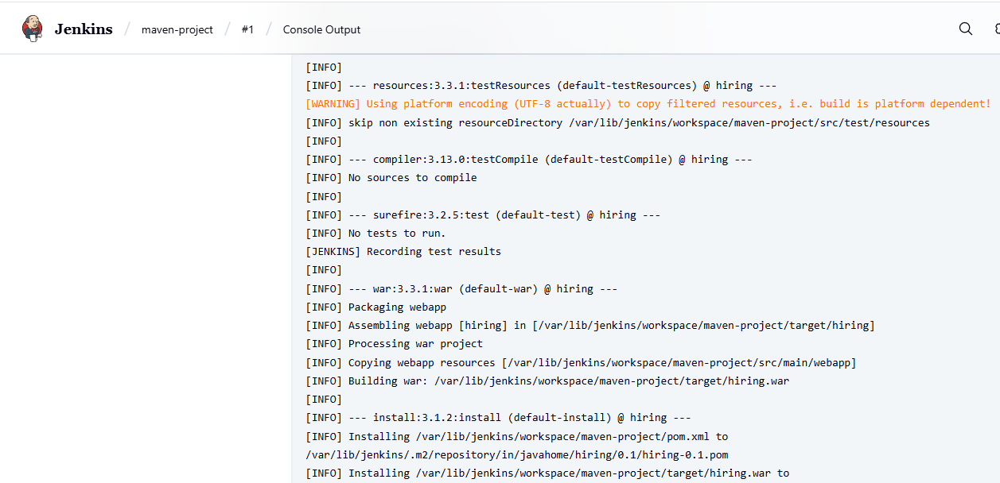 Jenkins / maven-project / #1 / Console Output
[INFO]
[INFO] --- resources:3.3.1:testResources (default-testResources) @ hiring ---
[WARNING] Using platform encoding (UTF-8 actually) to copy filtered resources, i.e. build is platform dependent!
[INFO] skip non existing resourceDirectory /var/lib/jenkins/workspace/maven-project/src/test/resources
[INFO]
[INFO] --- compiler:3.13.0:testCompile (default-testCompile) @ hiring ---
[INFO] No sources to compile
[INFO]
[INFO] --- surefire:3.2.5:test (default-test) @ hiring ---
[INFO] No tests to run.
[JENKINS] Recording test results
[INFO]
[INFO] --- war:3.3.1:war (default-war) @ hiring ---
[INFO] Packaging webapp
[INFO] Assembling webapp [hiring] in [/var/lib/jenkins/workspace/maven-project/target/hiring]
[INFO] Processing war project
[INFO] Copying webapp resources [/var/lib/jenkins/workspace/maven-project/src/main/webapp]
[INFO] Building war: /var/lib/jenkins/workspace/maven-project/target/hiring.war
[INFO]
[INFO] --- install:3.1.2:install (default-install) @ hiring ---
[INFO] Installing /var/lib/jenkins/workspace/maven-project/pom.xml to
/var/lib/jenkins/.m2/repository/in/javahome/hiring/0.1/hiring-0.1.pom
[INFO] Installing /var/lib/jenkins/workspace/maven-project/target/hiring.war to